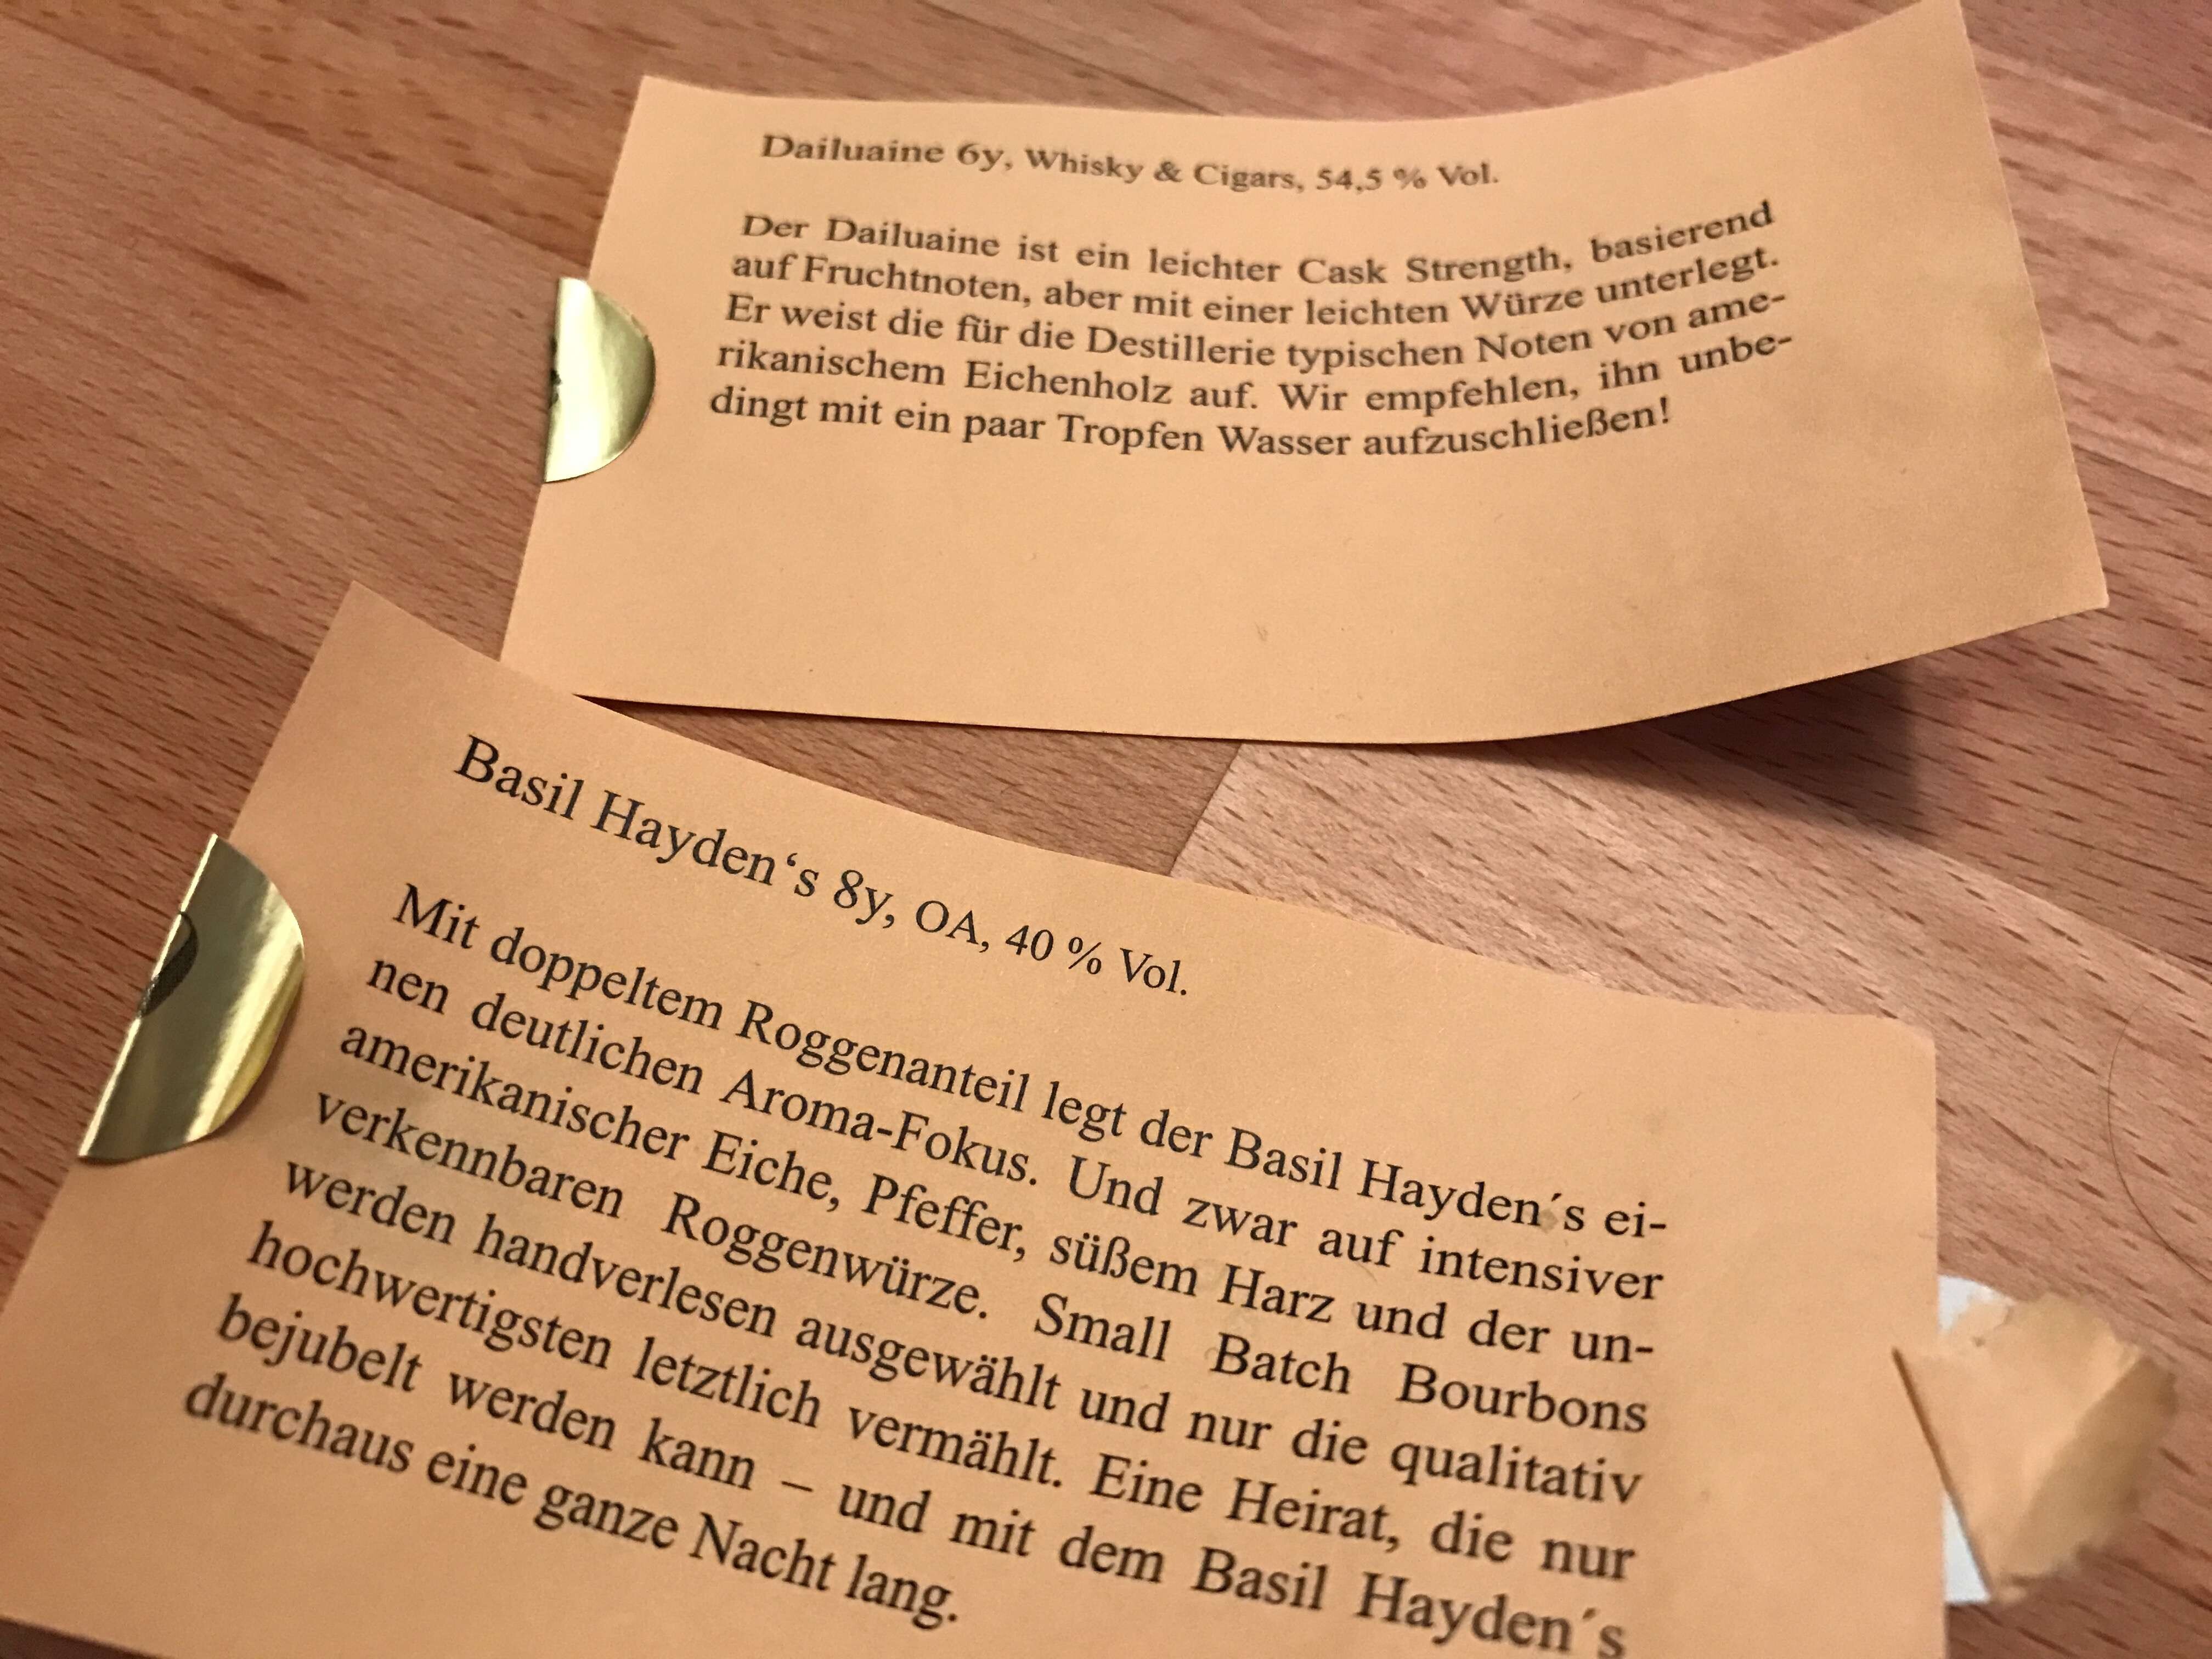 Dailuaine 6y, Whisky & Cigars, 54,5 % Vol.
Der Dailuaine ist ein leichter Cask Strength, basierend
auf Fruchtnoten, aber mit einer leichten Würze unterlegt.
Er weist die für die Destillerie typischen Noten von ame-
rikanischem Eichenholz auf. Wir empfehlen, ihn unbe-
dingt mit ein paar Tropfen Wasser aufzuschließen!
Basil Hayden‘s 8y, OA, 40 % Vol.
Mit doppeltem Roggenanteil legt der Basil Hayden´s ei-
nen deutlichen Aroma-Fokus. Und zwar auf intensiver
amerikanischer Eiche, Pfeffer, süßem Harz und der un-
verkennbaren Roggenwürze. Small Batch Bourbons
werden handverlesen ausgewählt und nur die qualitativ
hochwertigsten letztlich vermählt. Eine Heirat, die nur
bejubelt werden kann – und mit dem Basil Hayden´s
durchaus eine ganze Nacht lang.